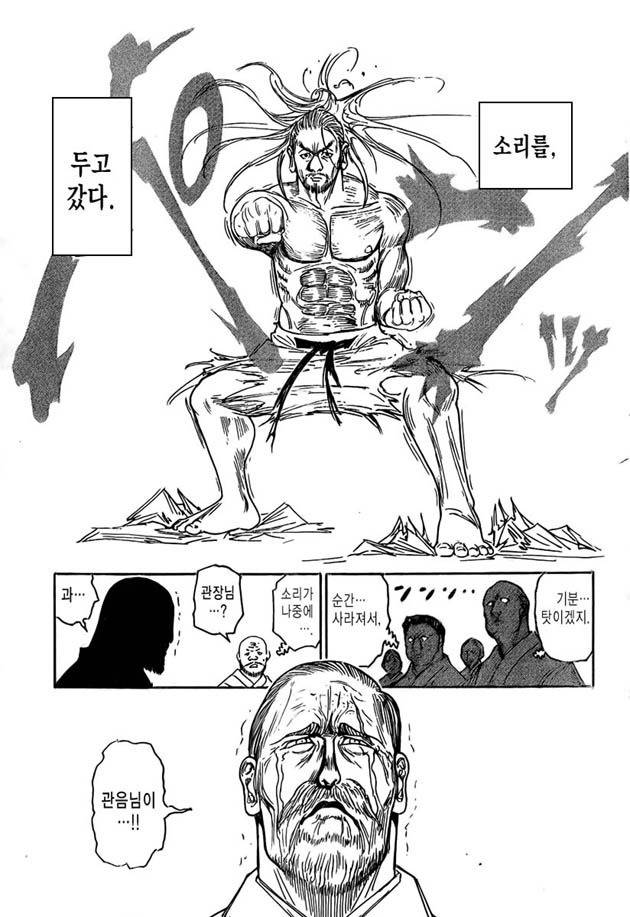 소리를,
두고
갔다.
기분…
탓이겠지.
순간…
사라져서,
소리가
나중에
….
관장님
…?
과…
관음님이
…!!